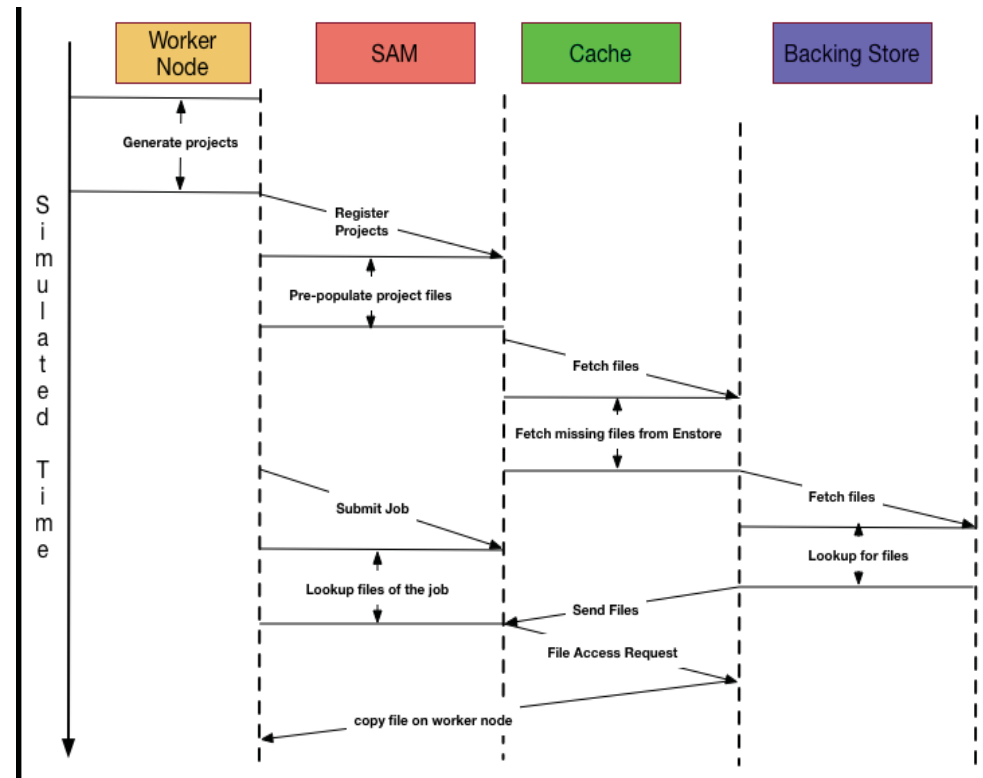 Worker
Node
SAM
Cache
Backing Store
Generate projects
Register
Projects
Pre-populate project files
Fetch files
Fetch missing files from Enstore
Fetch files
Submit Job
Lookup for files
Lookup files of the job
Send Files
File Access Request
copy file on worker node
Simulated Time